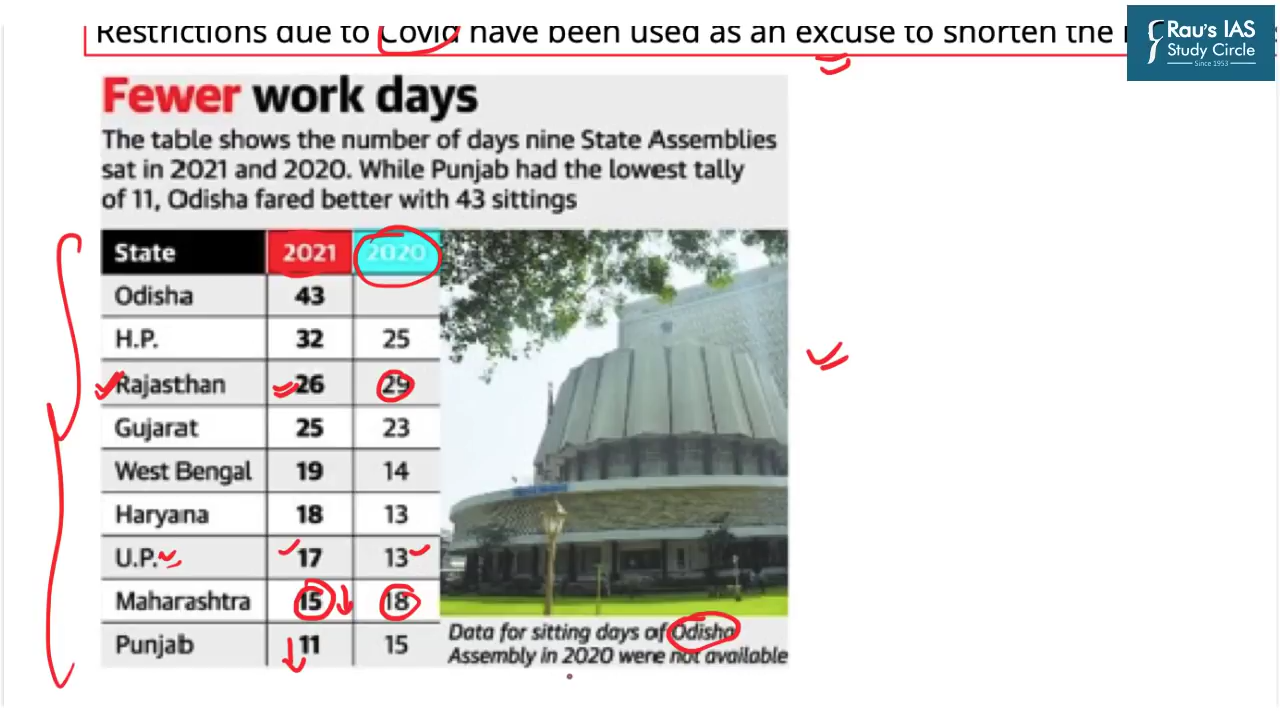 Restrictions due to Covid have been used as an excuse to shorten the
Rau's IAS
Study Circle
Since 1953
Fewer work days
The table shows the number of days nine State Assemblies
sat in 2021 and 2020. While Punjab had the lowest tally
of 11, Odisha fared better with 43 sittings
State 2021 2020
Odisha 43
H.P. 32 25
Rajasthan 26 29
Gujarat 25 23
West Bengal 19 14
Haryana 18 13
U.P. 17 13
Maharashtra 15 18
Punjab 11 15
Data for sitting days of Odisha
Assembly in 2020 were not available